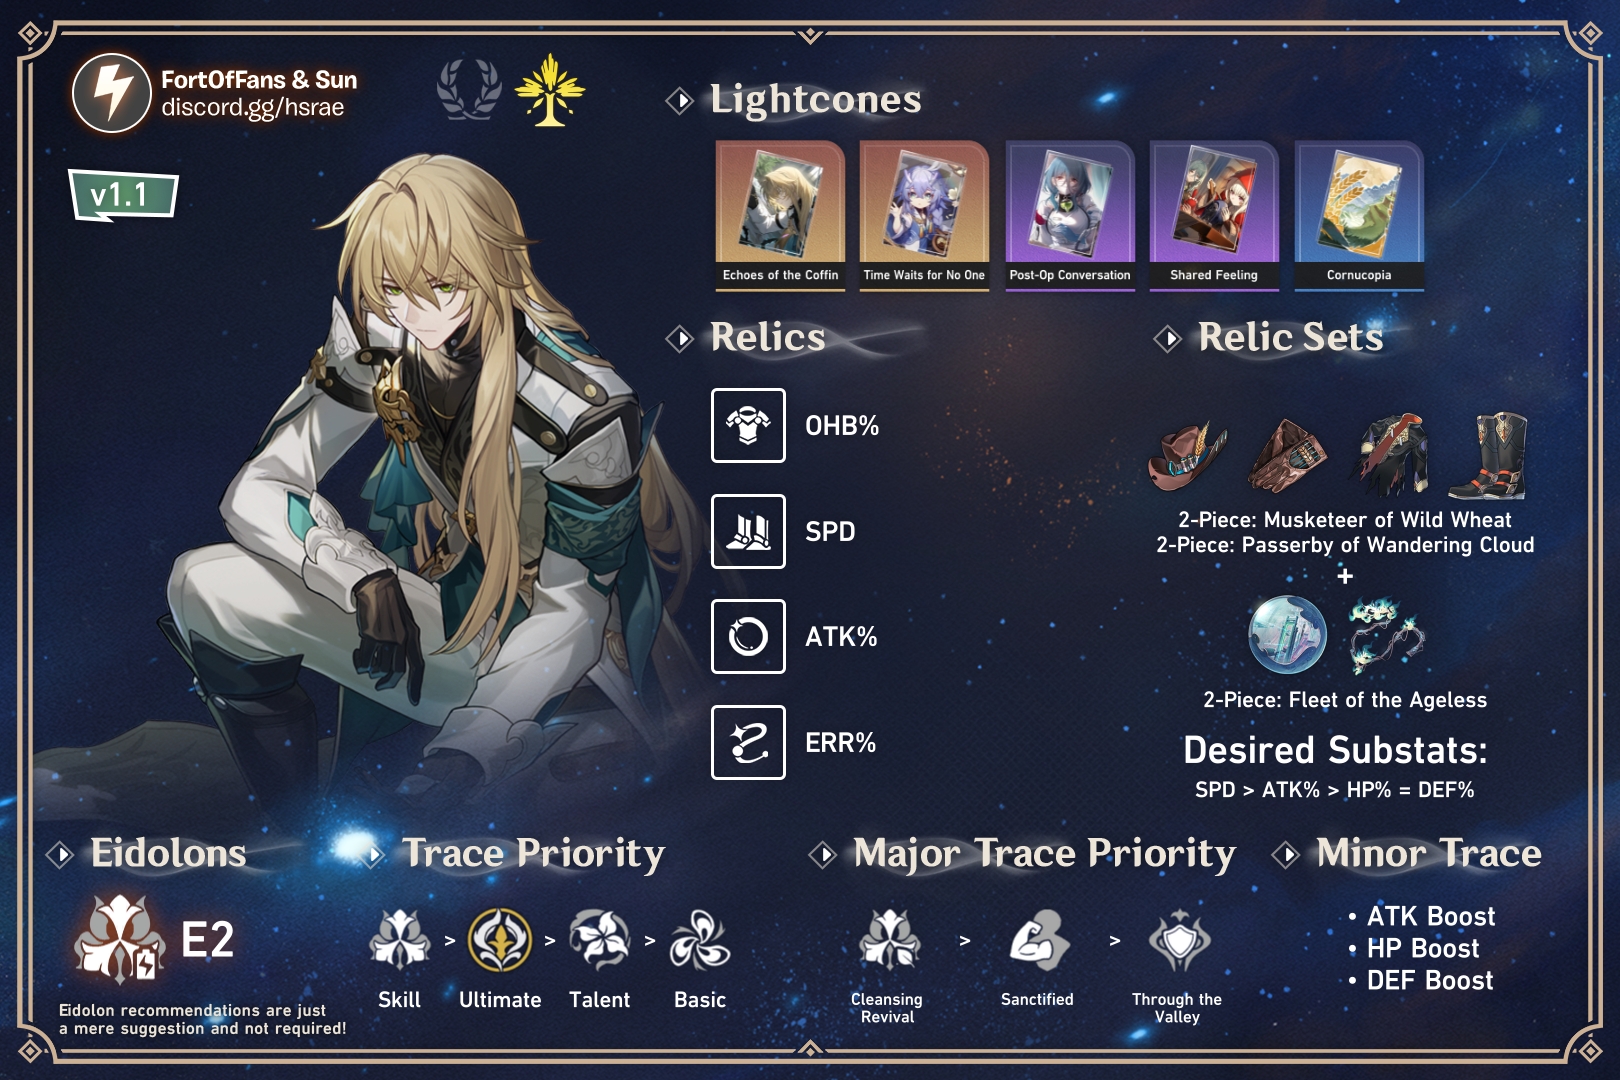 FortOfFans & Sun
discord.gg/hsrae
v1.1
Lightcones
Echoes of the Coffin
Time Waits for No One
Post-Op Conversation
Shared Feeling
Cornucopia
Relics
OHB%
SPD
ATK%
ERR%
Relic Sets
2-Piece: Musketeer of Wild Wheat
2-Piece: Passerby of Wandering Cloud
+
2-Piece: Fleet of the Ageless
Desired Substats:
SPD > ATK% > HP% = DEF%
Eidolons
E2
Eidolon recommendations are just
a mere suggestion and not required!
Trace Priority
> > >
Skill Ultimate Talent Basic
Major Trace Priority
> >
Cleansing
Revival
Sanctified
Through the
Valley
Minor Trace
• ATK Boost
• HP Boost
• DEF Boost